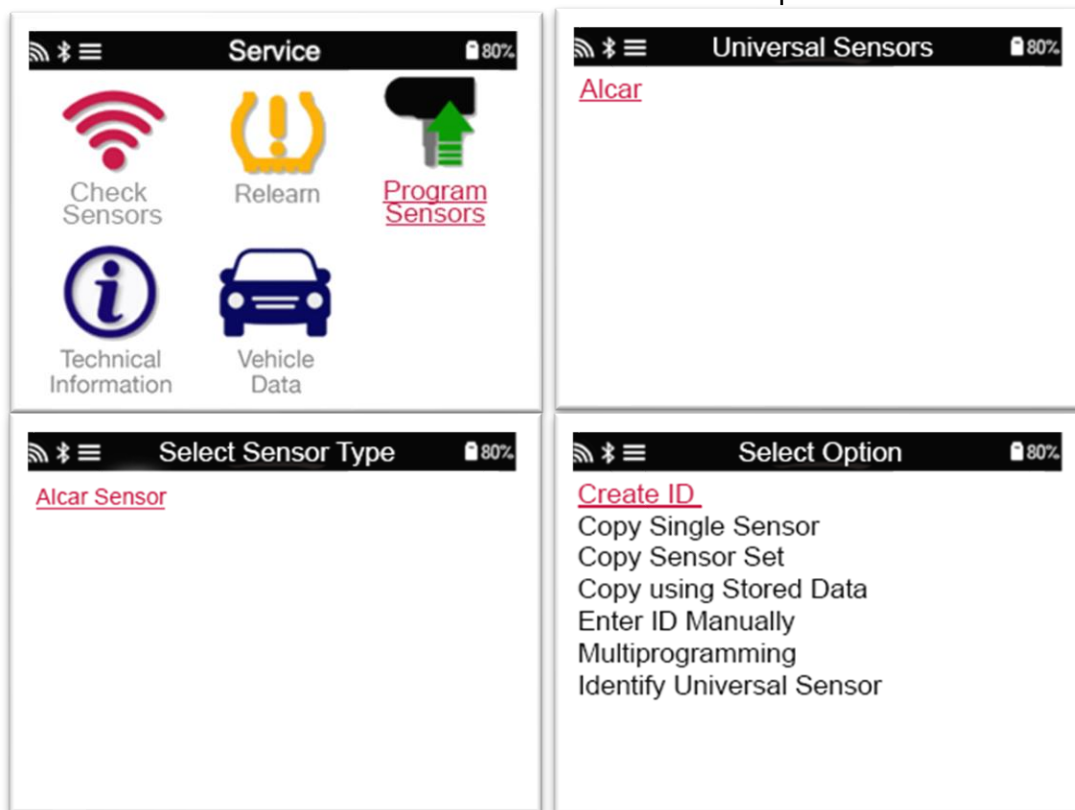 Service
80%
Check
Sensors
Relearn
Program
Sensors
Technical
Information
Vehicle
Data
Universal Sensors
80%
Alcar
Select Sensor Type
80%
Alcar Sensor
Select Option
80%
Create ID
Copy Single Sensor
Copy Sensor Set
Copy using Stored Data
Enter ID Manually
Multiprogramming
Identify Universal Sensor